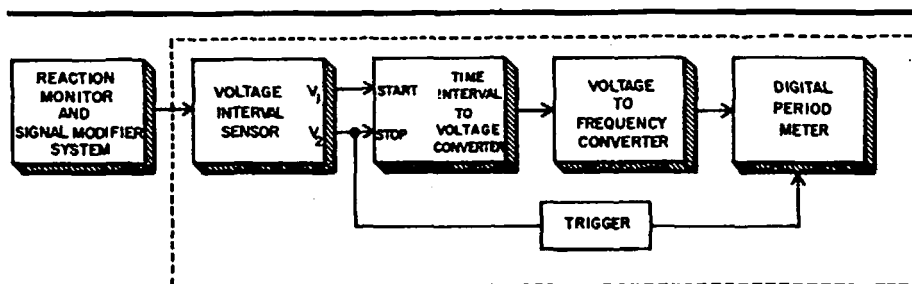 REACTION
MONITOR
AND
SIGNAL MODIFIER
SYSTEM
VOLTAGE
INTERVAL
SENSOR
V1
V2
START
STOP
TIME
INTERVAL
TO
VOLTAGE
CONVERTER
VOLTAGE
TO
FREQUENCY
CONVERTER
DIGITAL
PERIOD
METER
TRIGGER